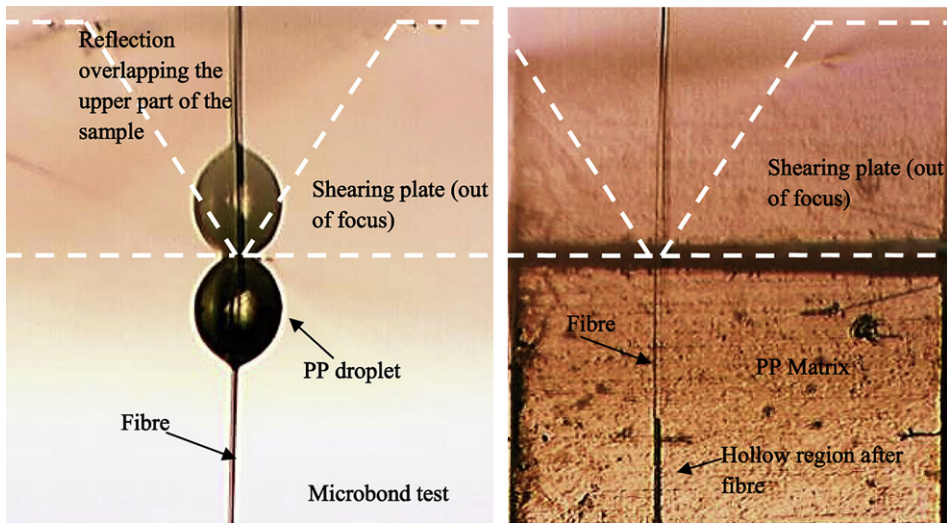 Reflection
overlapping the
upper part of the
sample
Shearing plate (out
of focus)
PP droplet
Fibre
Microbond test
Shearing plate (out
of focus)
Fibre
PP Matrix
Hollow region after
fibre